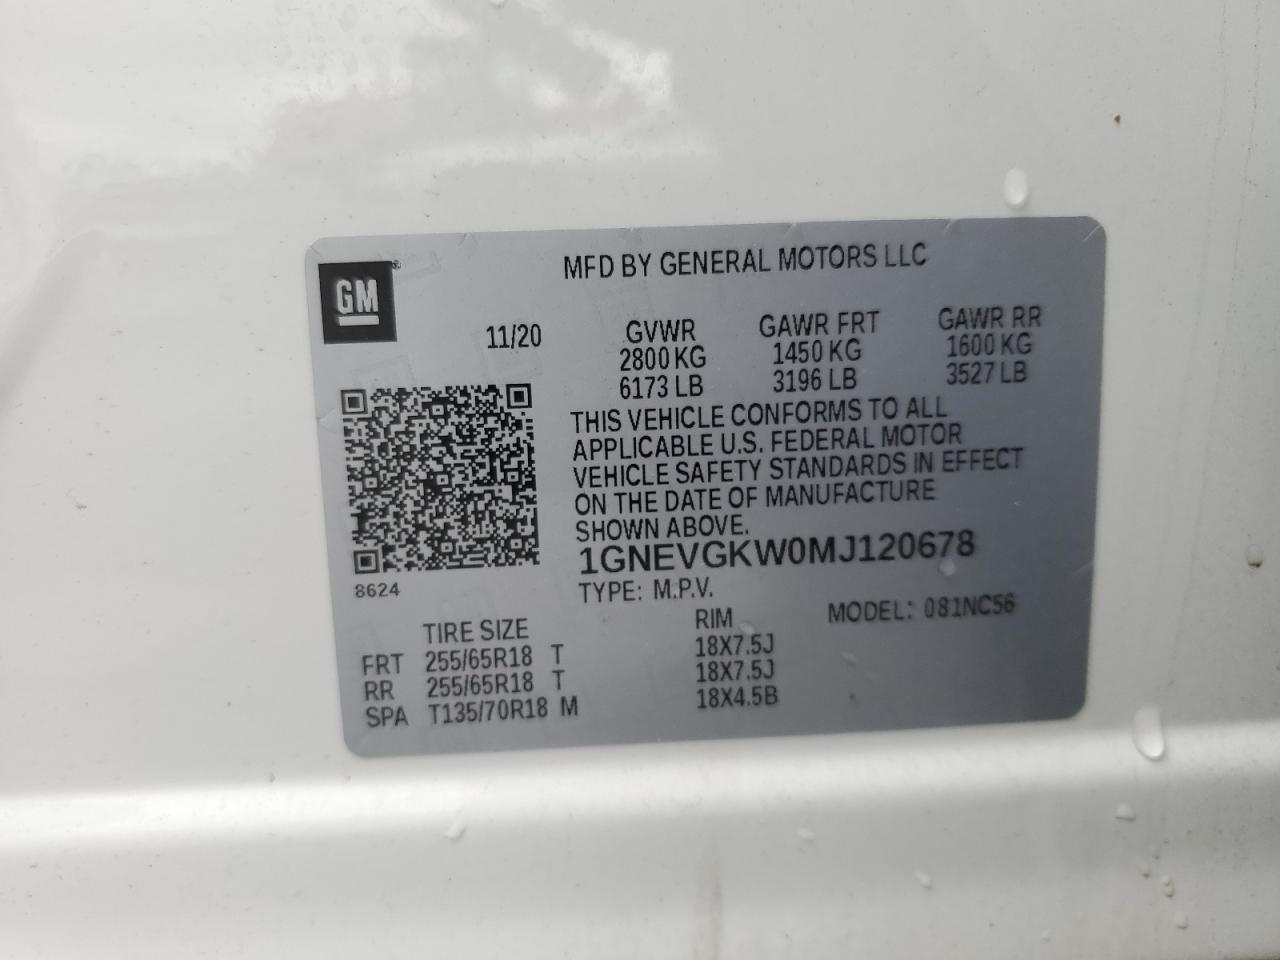 MFD BY GENERAL MOTORS LLC
GM®
11/20 GVWR GAWR FRT GAWR RR
2800 KG 1450 KG 1600 KG
6173 LB 3196 LB 3527 LB
THIS VEHICLE CONFORMS TO ALL
APPLICABLE U.S. FEDERAL MOTOR
VEHICLE SAFETY STANDARDS IN EFFECT
ON THE DATE OF MANUFACTURE
SHOWN ABOVE.
1GNEVGKW0MJ120678
8624 TYPE: M.P.V. MODEL: 081NC56
TIRE SIZE RIM
FRT 255/65R18 T 18X7.5J
RR 255/65R18 T 18X7.5J
SPA T135/70R18 M 18X4.5B